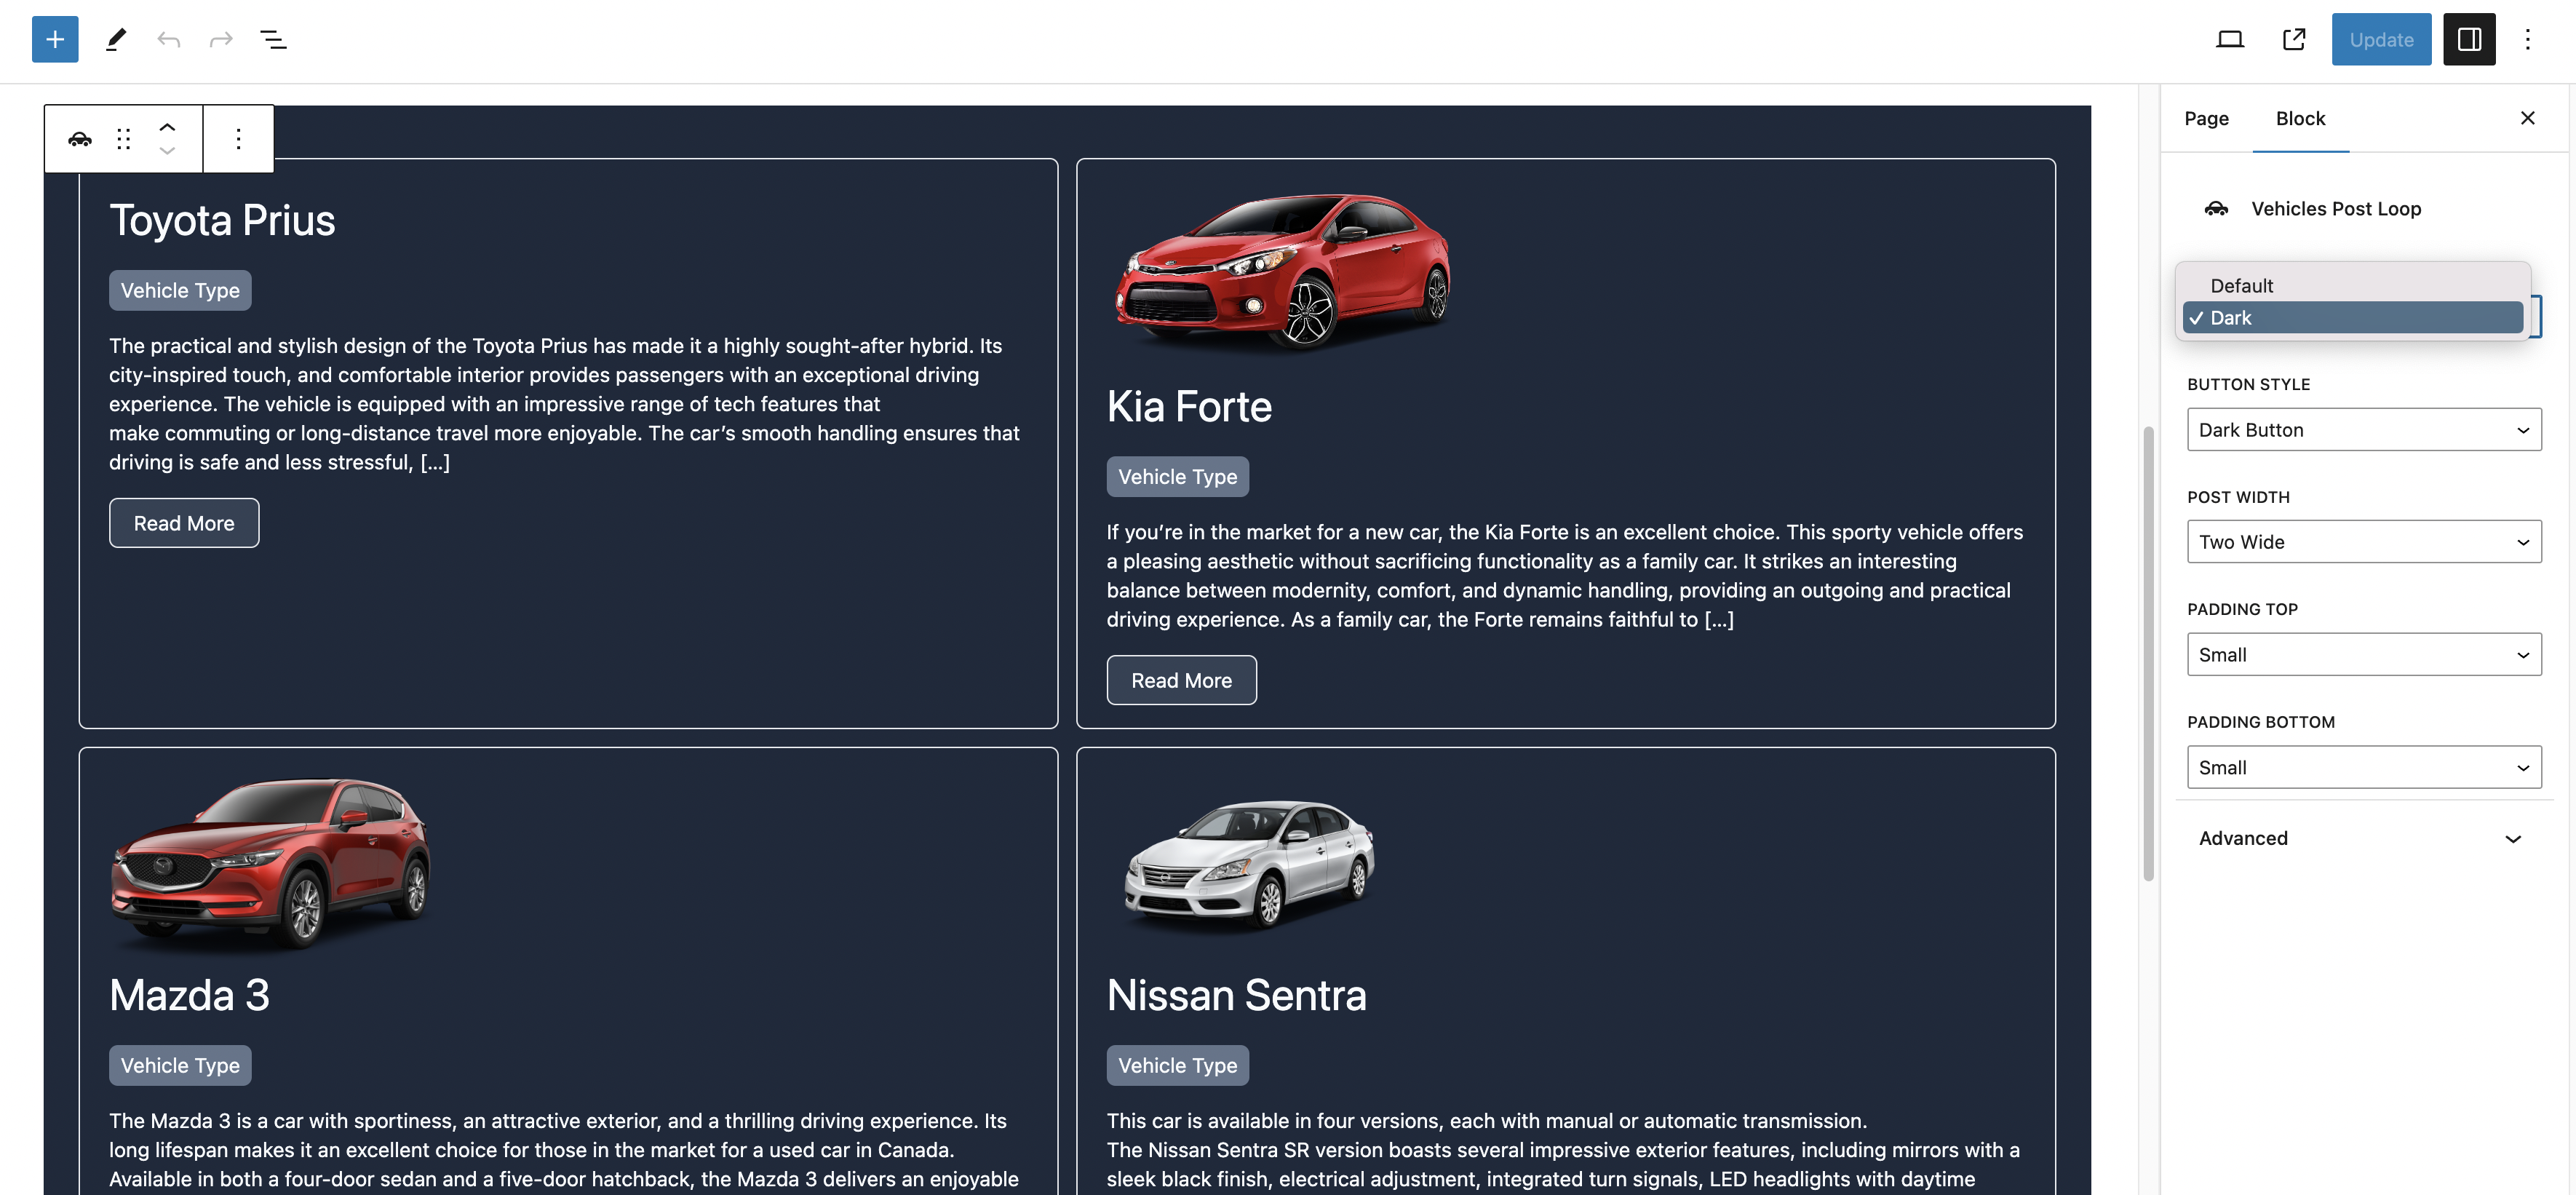 Update
Page
Block
Vehicles Post Loop
Default
✓ Dark
BUTTON STYLE
Dark Button
POST WIDTH
Two Wide
PADDING TOP
Small
PADDING BOTTOM
Small
Advanced
Toyota Prius
Vehicle Type
The practical and stylish design of the Toyota Prius has made it a highly sought-after hybrid. Its
city-inspired touch, and comfortable interior provides passengers with an exceptional driving
experience. The vehicle is equipped with an impressive range of tech features that
make commuting or long-distance travel more enjoyable. The car’s smooth handling ensures that
driving is safe and less stressful, […]
Read More
Kia Forte
Vehicle Type
If you’re in the market for a new car, the Kia Forte is an excellent choice. This sporty vehicle offers
a pleasing aesthetic without sacrificing functionality as a family car. It strikes an interesting
balance between modernity, comfort, and dynamic handling, providing an outgoing and practical
driving experience. As a family car, the Forte remains faithful to […]
Read More
Mazda 3
Vehicle Type
The Mazda 3 is a car with sportiness, an attractive exterior, and a thrilling driving experience. Its
long lifespan makes it an excellent choice for those in the market for a used car in Canada.
Available in both a four-door sedan and a five-door hatchback, the Mazda 3 delivers an enjoyable
Nissan Sentra
Vehicle Type
This car is available in four versions, each with manual or automatic transmission.
The Nissan Sentra SR version boasts several impressive exterior features, including mirrors with a
sleek black finish, electrical adjustment, integrated turn signals, LED headlights with daytime